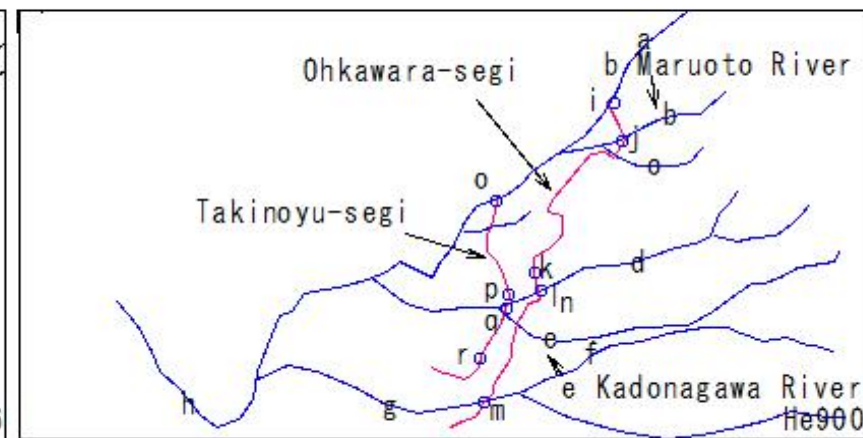 a
b Maruoto River
Ohkawara-segi
i
b
j
o
o
Takinoyu-segi
k
d
p
l n
q
e
r
f
e Kadonagawa River
h
g
m
He900